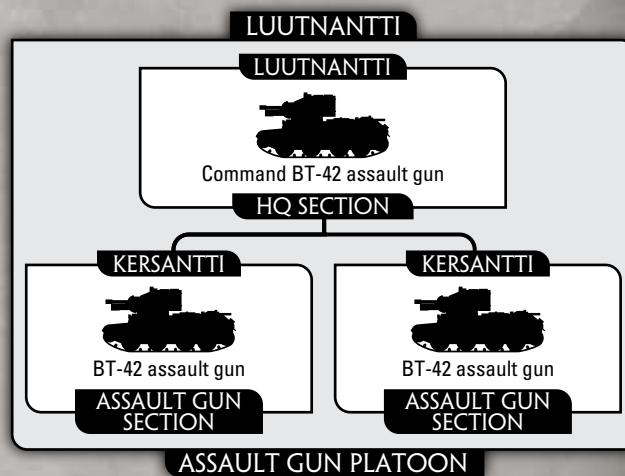 LUUTNANTTI
LUUTNANTTI
Command BT-42 assault gun
HQ SECTION
KERSANTTI
BT-42 assault gun
ASSAULT GUN
SECTION
KERSANTTI
BT-42 assault gun
ASSAULT GUN
SECTION
ASSAULT GUN PLATOON